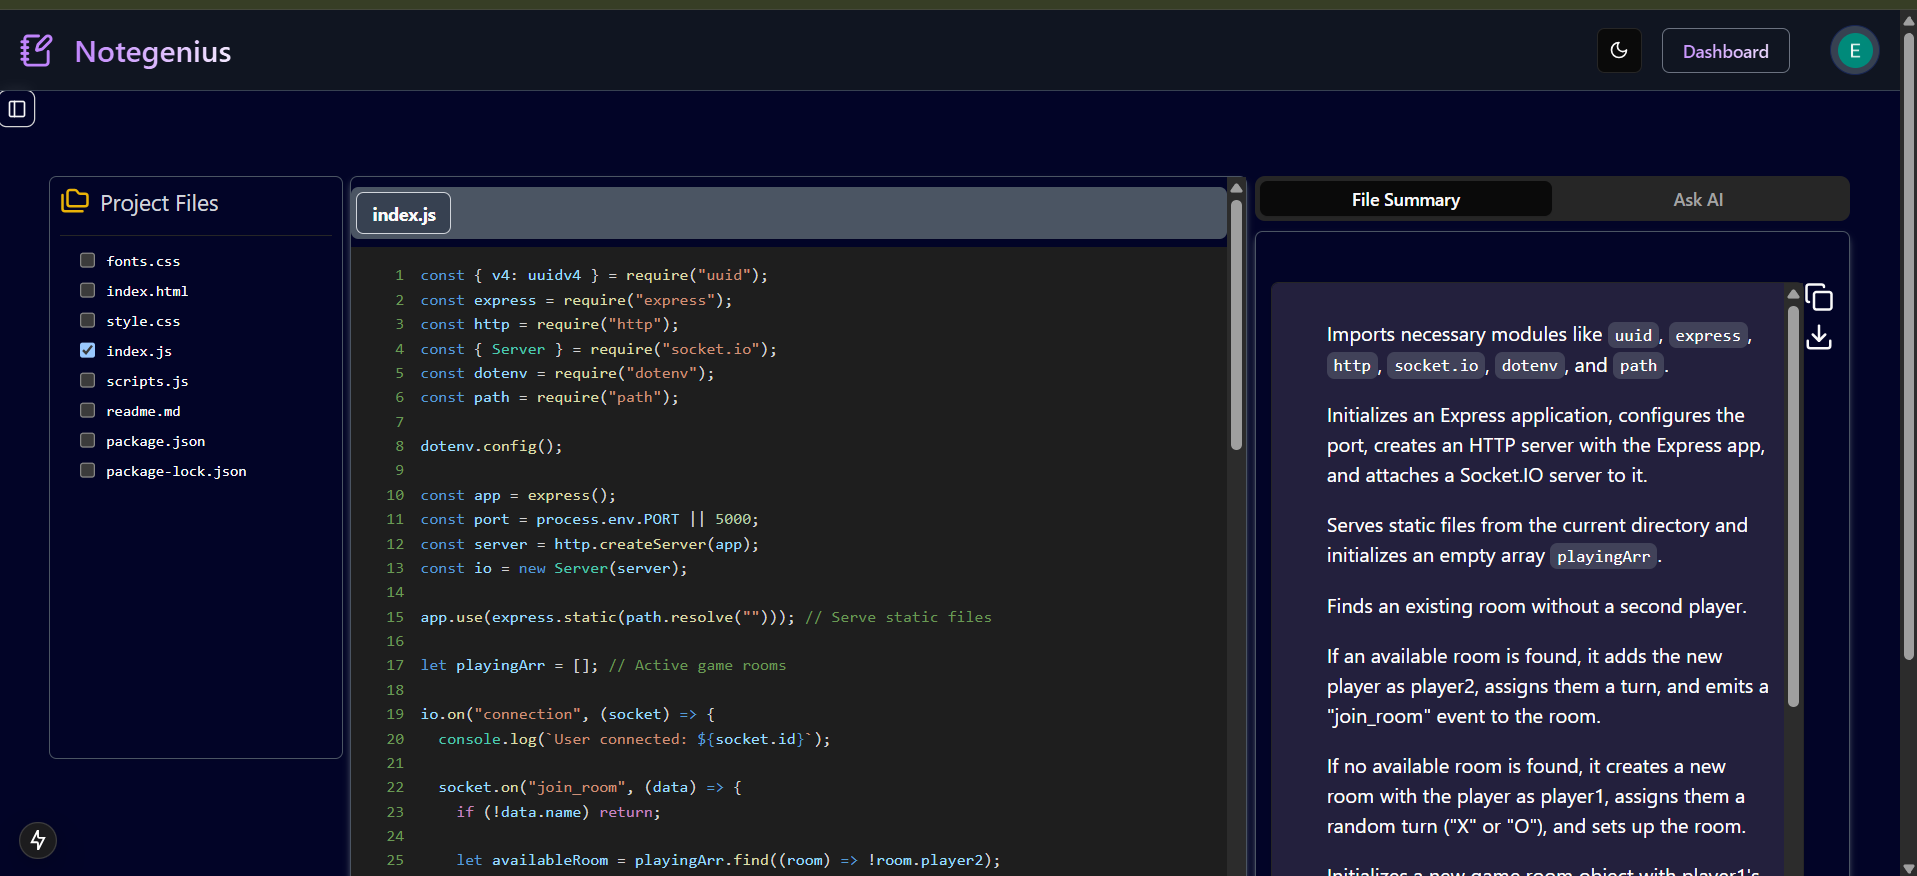 Notegenius
Dashboard
E
Project Files
fonts.css
index.html
style.css
index.js
scripts.js
readme.md
package.json
package-lock.json
index.js
1 const { v4: uuidv4 } = require("uuid");
2 const express = require("express");
3 const http = require("http");
4 const { Server } = require("socket.io");
5 const dotenv = require("dotenv");
6 const path = require("path");
7
8 dotenv.config();
9
10 const app = express();
11 const port = process.env.PORT || 5000;
12 const server = http.createServer(app);
13 const io = new Server(server);
14
15 app.use(express.static(path.resolve(""))); // Serve static files
16
17 let playingArr = []; // Active game rooms
18
19 io.on("connection", (socket) => {
20 console.log(`User connected: ${socket.id}`);
21
22 socket.on("join_room", (data) => {
23 if (!data.name) return;
24
25 let availableRoom = playingArr.find((room) => !room.player2);
File Summary
Ask AI
Imports necessary modules like uuid, express,
http, socket.io, dotenv, and path.
Initializes an Express application, configures the
port, creates an HTTP server with the Express app,
and attaches a Socket.IO server to it.
Serves static files from the current directory and
initializes an empty array playingArr.
Finds an existing room without a second player.
If an available room is found, it adds the new
player as player2, assigns them a turn, and emits a
"join_room" event to the room.
If no available room is found, it creates a new
room with the player as player1, assigns them a
random turn ("X" or "O"), and sets up the room.
Initializes a new game room object with player1's